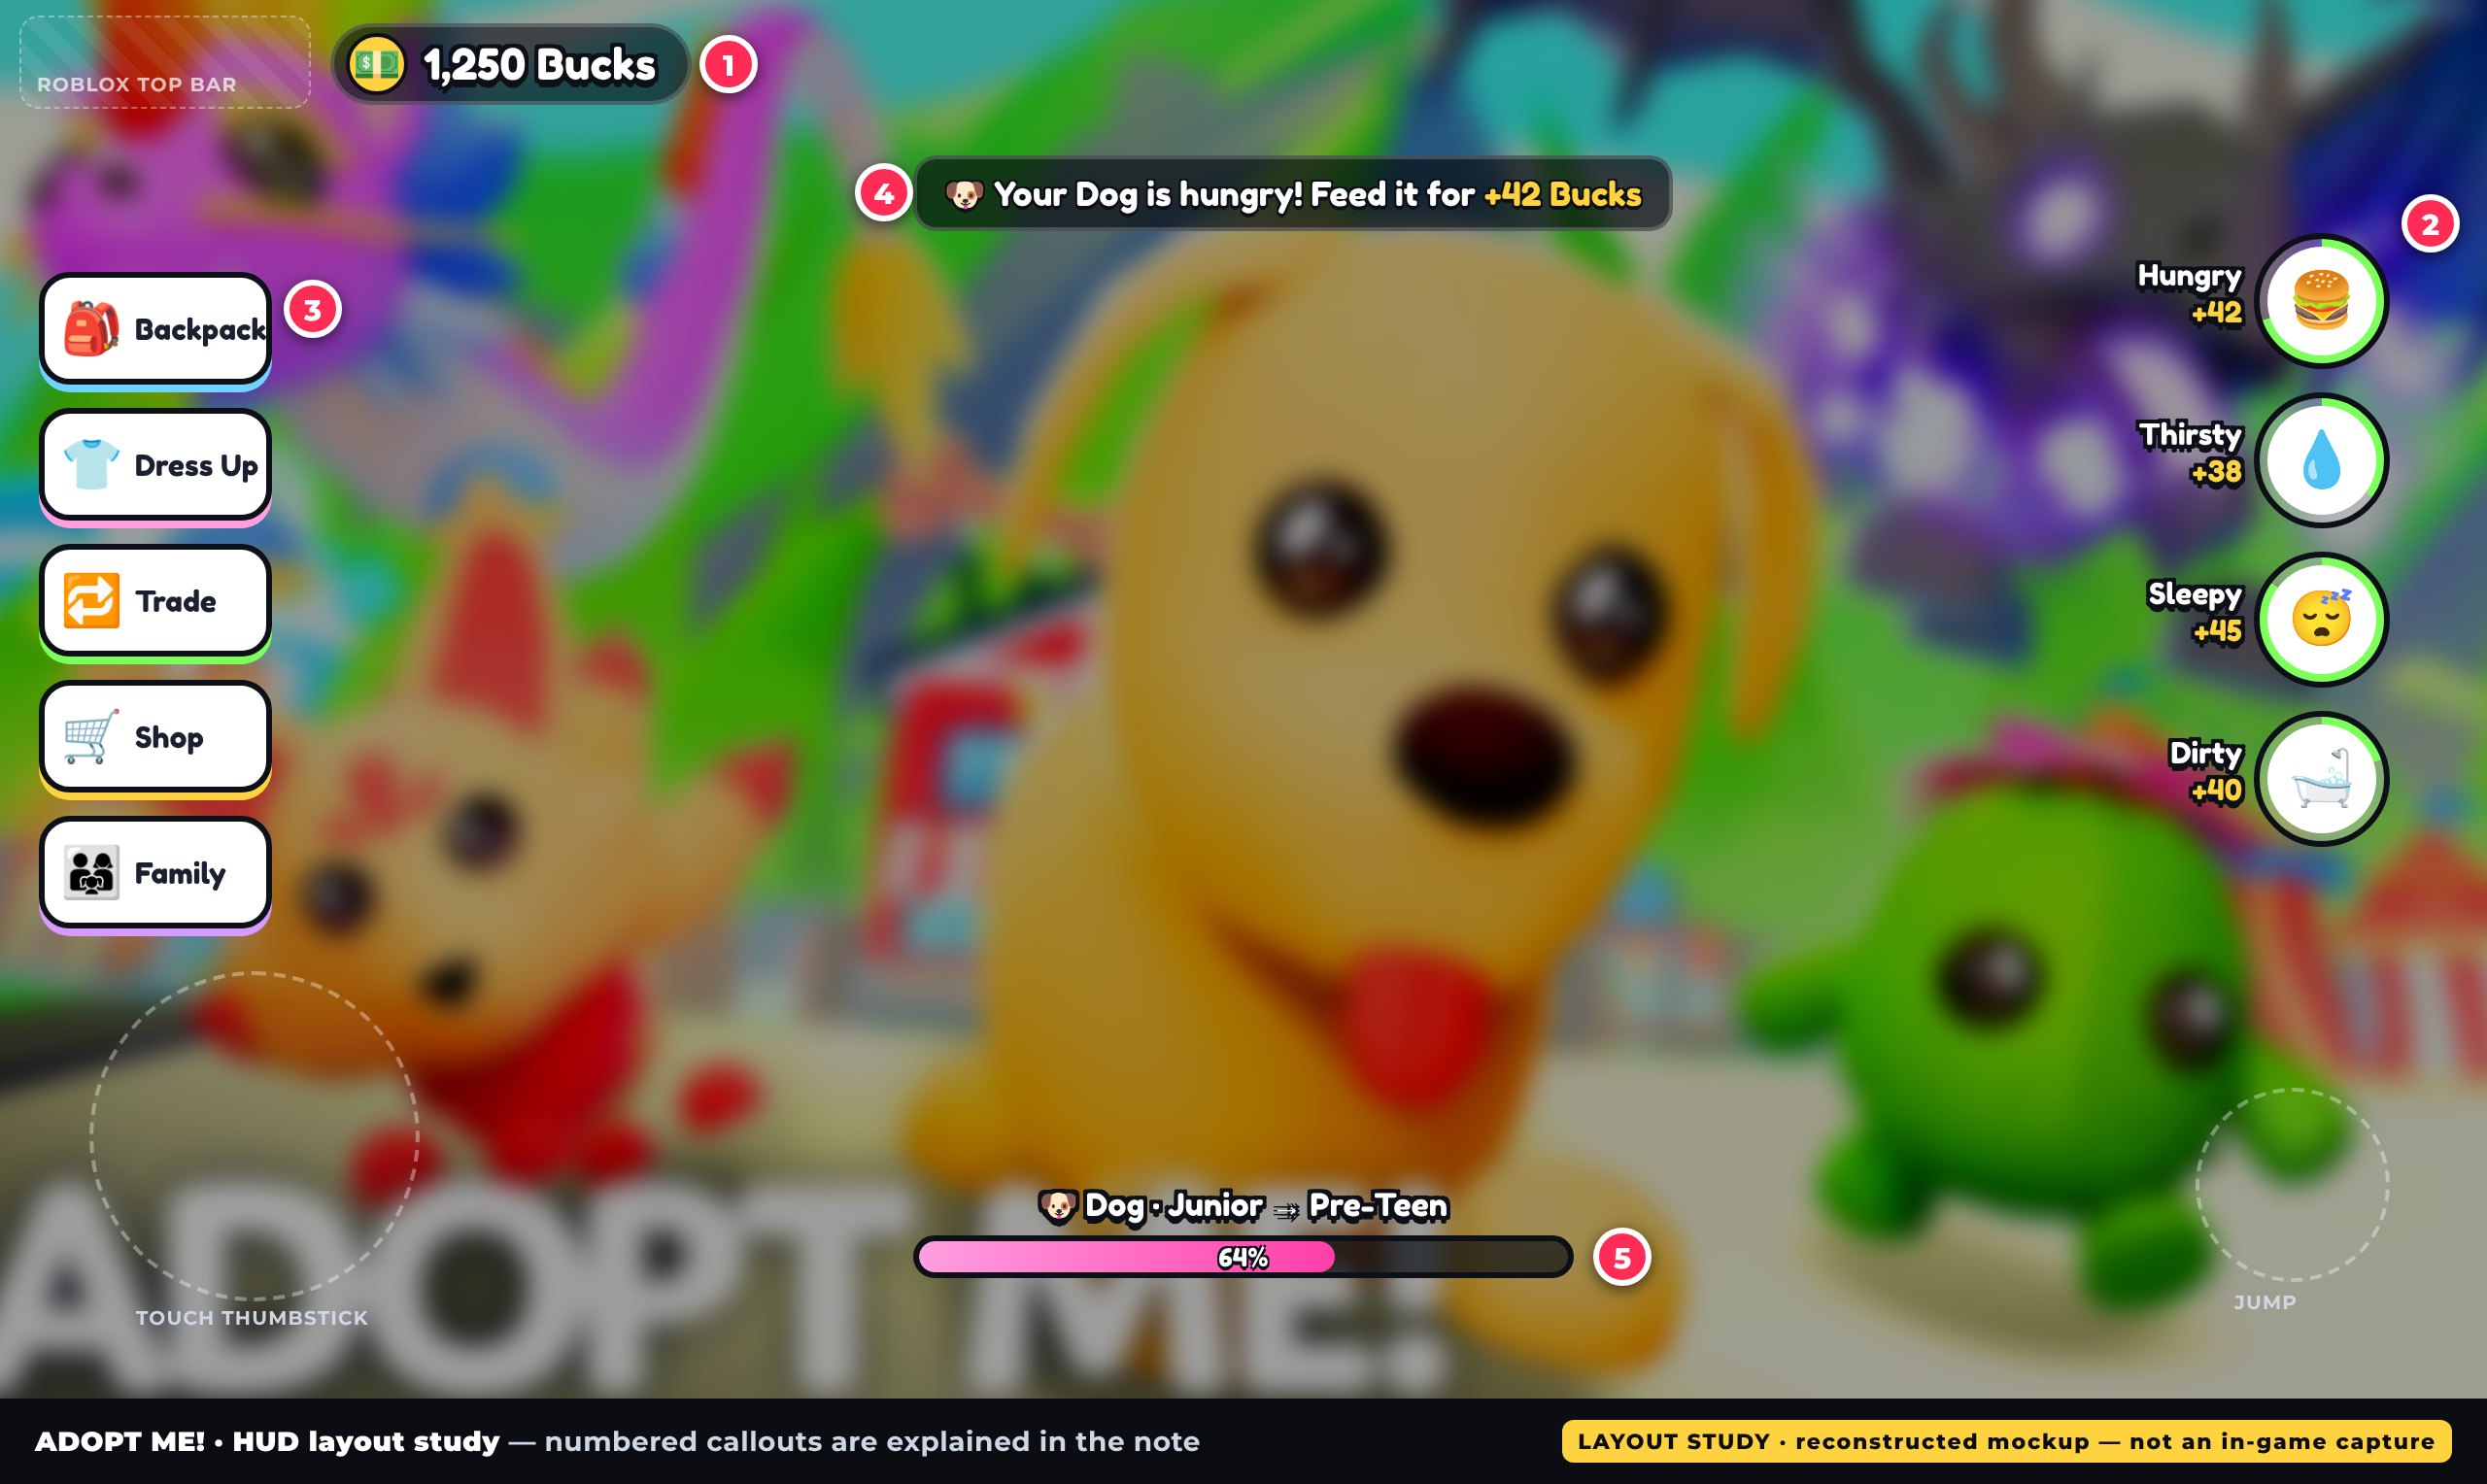 ROBLOX TOP BAR
1,250 Bucks
1
4
Your Dog is hungry! Feed it for +42 Bucks
2
Backpack
3
Dress Up
Trade
Shop
Family
Hungry
+42
Thirsty
+38
Sleepy
+45
Dirty
+40
Dog · Junior → Pre-Teen
64%
5
TOUCH THUMBSTICK
JUMP
ADOPT ME!
ADOPT ME! · HUD layout study — numbered callouts are explained in the note
LAYOUT STUDY · reconstructed mockup — not an in-game capture